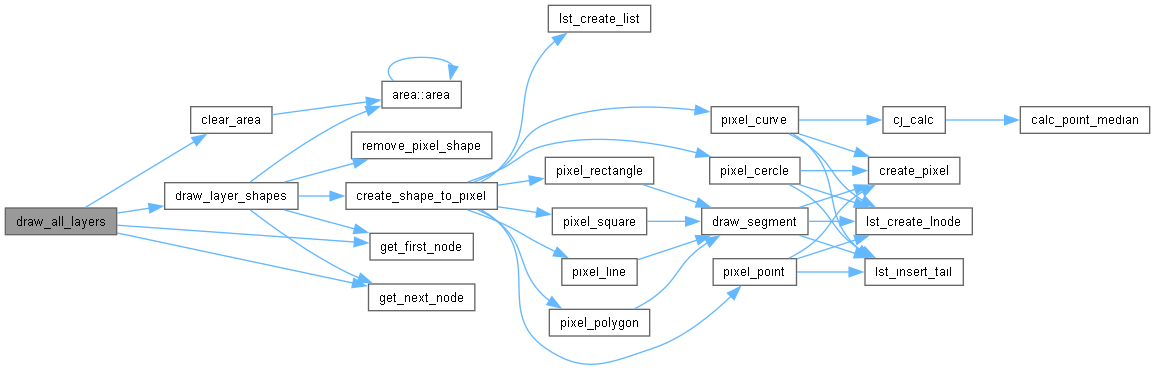 draw_all_layers
clear_area
draw_layer_shapes
area::area
remove_pixel_shape
create_shape_to_pixel
get_first_node
get_next_node
lst_create_list
pixel_rectangle
pixel_square
pixel_line
pixel_polygon
pixel_curve
pixel_cercle
draw_segment
pixel_point
cj_calc
create_pixel
lst_create_lnode
lst_insert_tail
calc_point_median